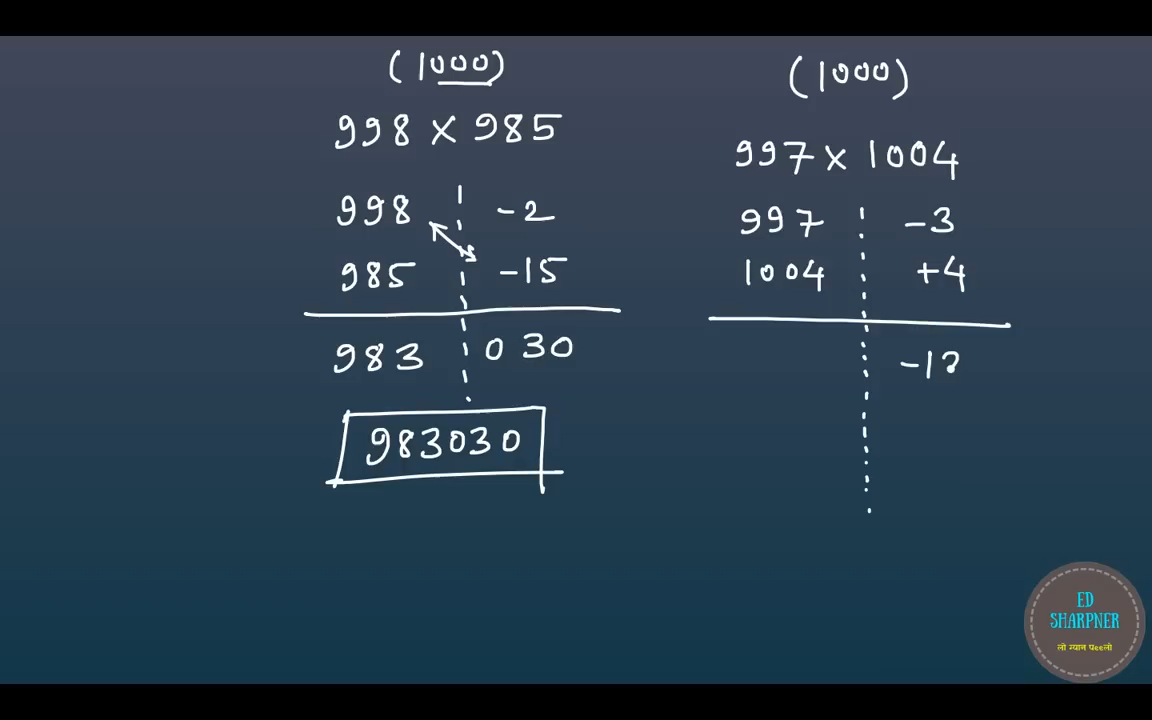 (1000)
998 × 985
998 -2
985 -15
983 030
983030
(1000)
997 × 1004
997 -3
1004 +4
-12
ED
SHARPNER
लो ग्यान पeeलो